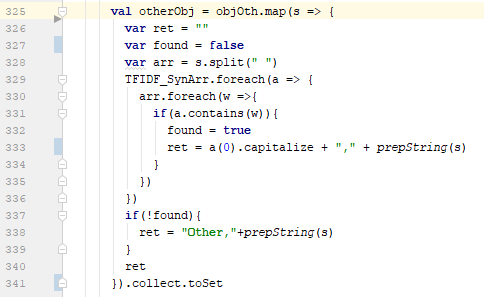 325 val otherObj = objOth.map(s => {
326 var ret = ""
327 var found = false
328 var arr = s.split(" ")
329 TFIDF_SynArr.foreach(a => {
330 arr.foreach(w =>{
331 if(a.contains(w)){
332 found = true
333 ret = a(0).capitalize + "," + prepString(s)
334 }
335 })
336 })
337 if(!found){
338 ret = "Other,"+prepString(s)
339 }
340 ret
341 }).collect.toSet